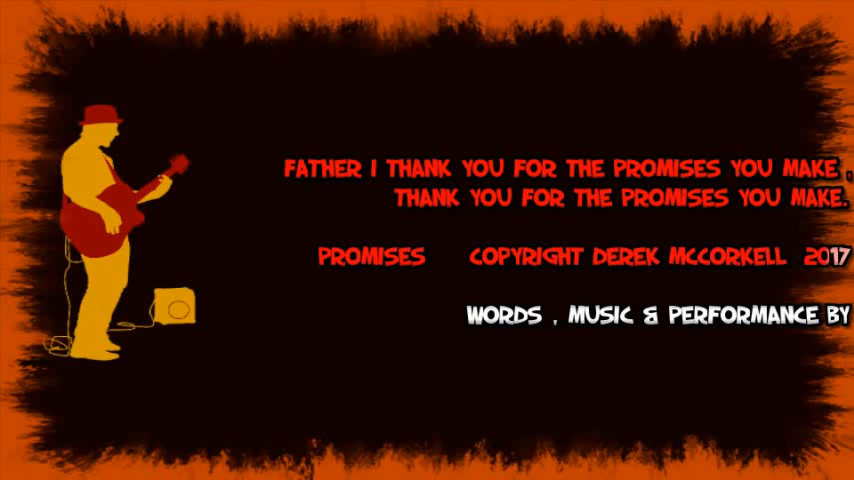 FATHER I THANK YOU FOR THE PROMISES YOU MAKE ,
THANK YOU FOR THE PROMISES YOU MAKE.
PROMISES COPYRIGHT DEREK MCCORKELL 2017
WORDS , MUSIC & PERFORMANCE BY